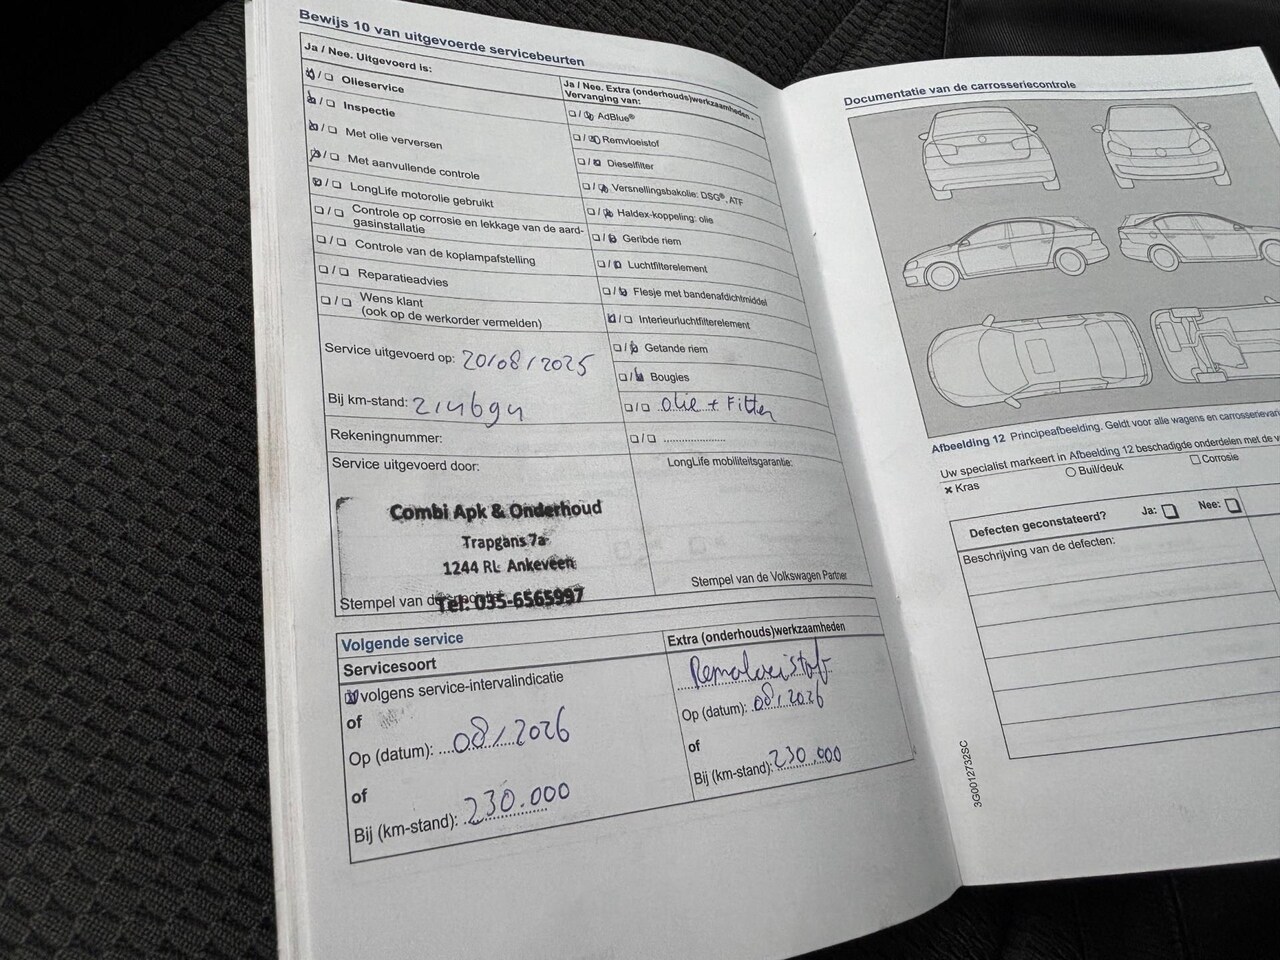 Bewijs 10 van uitgevoerde servicebeurten
Ja / Nee. Uitgevoerd is:
Olieservice
Inspectie
Met olie verversen
Met aanvullende controle
LongLife motorolie gebruikt
Controle op corrosie en lekkage van de aard-
gasinstallatie
Controle van de koplampafstelling
Reparatieadvies
Wens klant
(ook op de werkorder vermelden)
Service uitgevoerd op: 20/08/2025
Bij km-stand: 214694
Rekeningnummer:
Service uitgevoerd door:
Combi Apk & Onderhoud
Trapgans 7a
1244 RL Ankeveen
Tel: 035-6565997
Stempel van de
Ja / Nee. Extra (onderhouds)werkzaamheden -
Vervanging van:
AdBlue®
Remvloeistof
Dieselfilter
Versnellingsbakolie: DSG®, ATF
Haldex-koppeling: olie
Geribde riem
Luchtfilterelement
Flesje met bandenafdichtmiddel
Interieurluchtfilterelement
Getande riem
Bougies
olie + Filter
LongLife mobiliteitsgarantie:
Stempel van de Volkswagen Partner
Volgende service
Servicesoort
volgens service-intervalindicatie
of
Op (datum): 08/2026
of
Bij (km-stand): 230.000
Extra (onderhouds)werkzaamheden
Remvloeistof
Op (datum): 08/2026
of
Bij (km-stand): 230.000
Documentatie van de carrosseriecontrole
Afbeelding 12 Principeafbeelding. Geldt voor alle wagens en
Uw specialist markeert in Afbeelding 12 beschadigde onderdelen met de
× Kras
Buil/deuk
Corrosie
Defecten geconstateerd? Ja: Nee:
Beschrijving van de defecten:
3G0012732SC